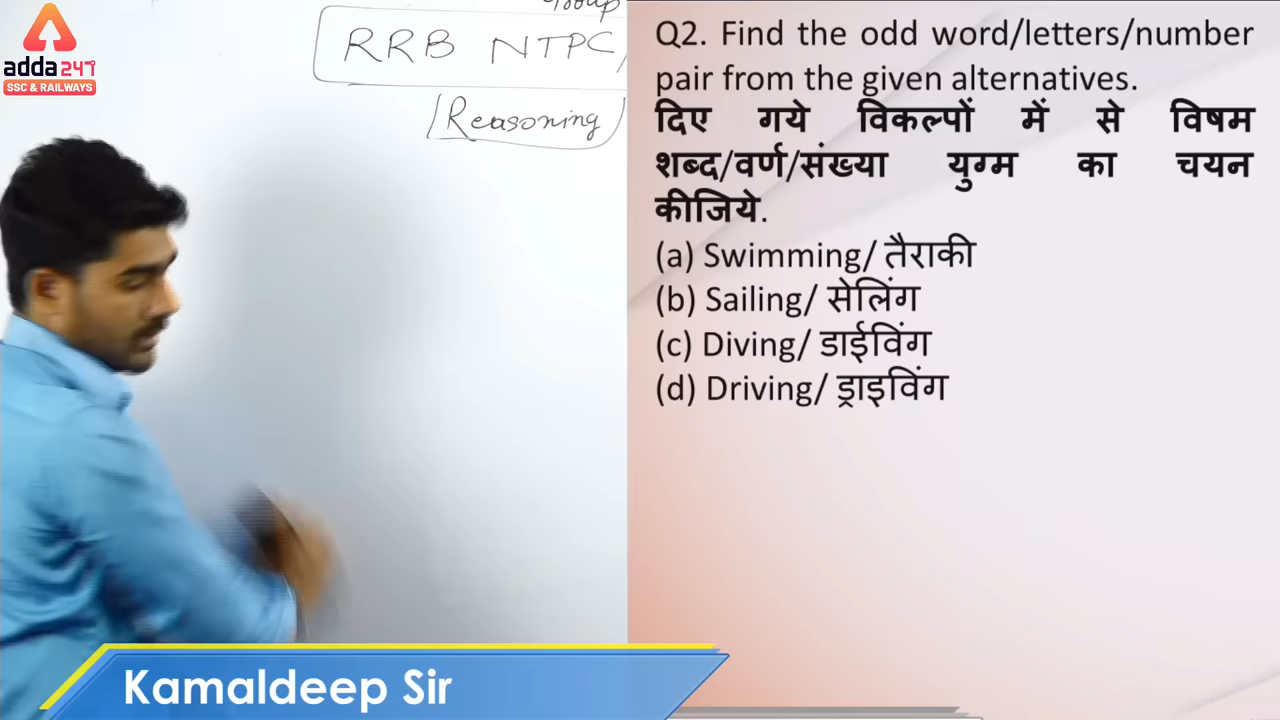 adda247
SSC & RAILWAYS
RRB NTPC/
Reasoning
Q2. Find the odd word/letters/number
pair from the given alternatives.
दिए गये विकल्पों में से विषम
शब्द/वर्ण/संख्या युग्म का चयन
कीजिये.
(a) Swimming/ तैराकी
(b) Sailing/ सेलिंग
(c) Diving/ डाईविंग
(d) Driving/ ड्राइविंग
Kamaldeep Sir